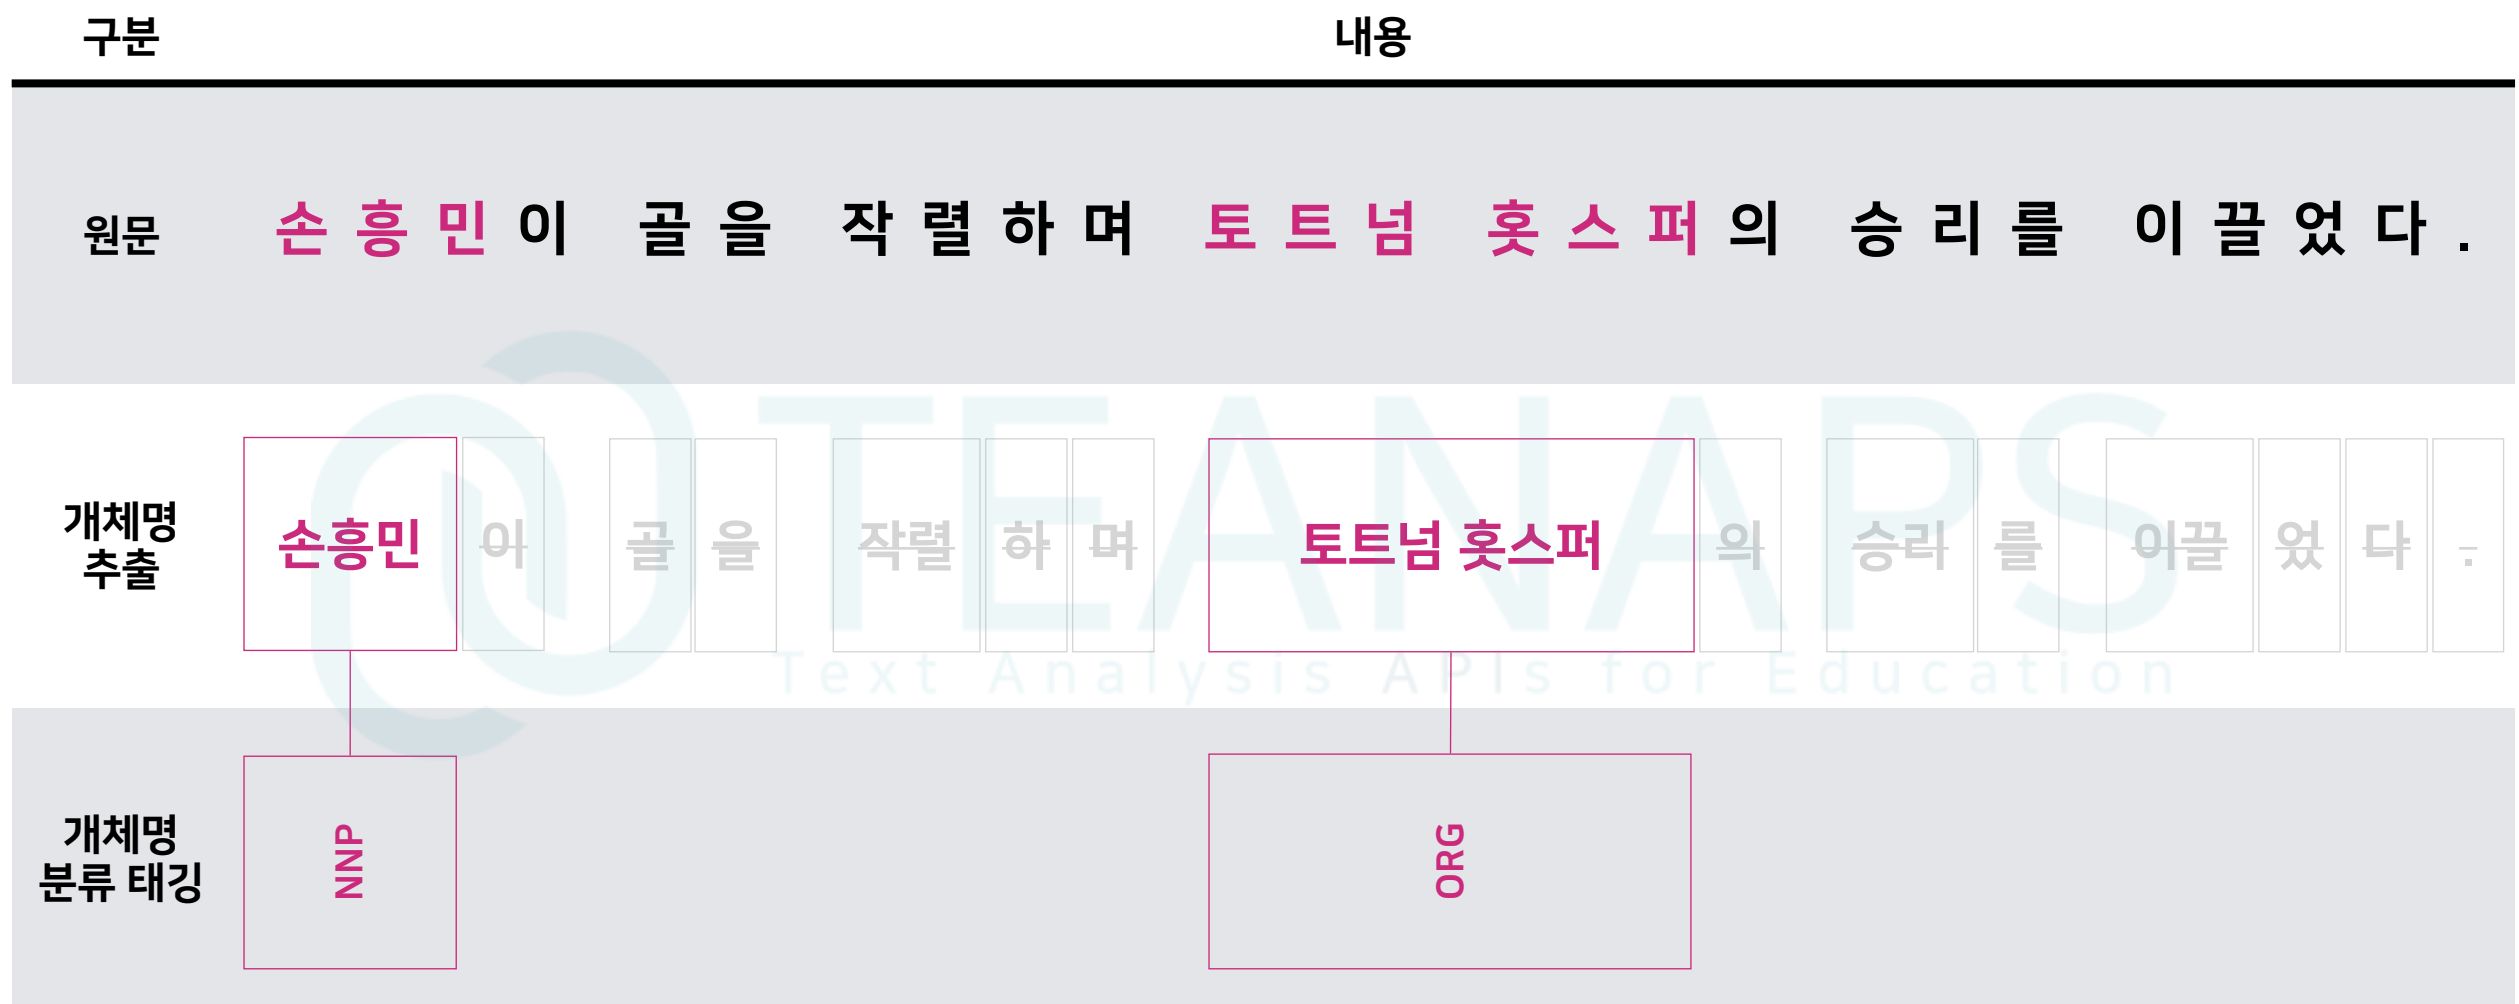 구분 내용
원문 손흥민이 골을 작렬하며 토트넘 홋스퍼의 승리를 이끌었다.
개체명
추출
손흥민 이 골 을 작렬 하 며 토트넘 홋스퍼 의 승리 를 이끌 었 다 .
TEANAPS
Text Analysis APIs for Education
개체명
분류 태깅
NNP ORG